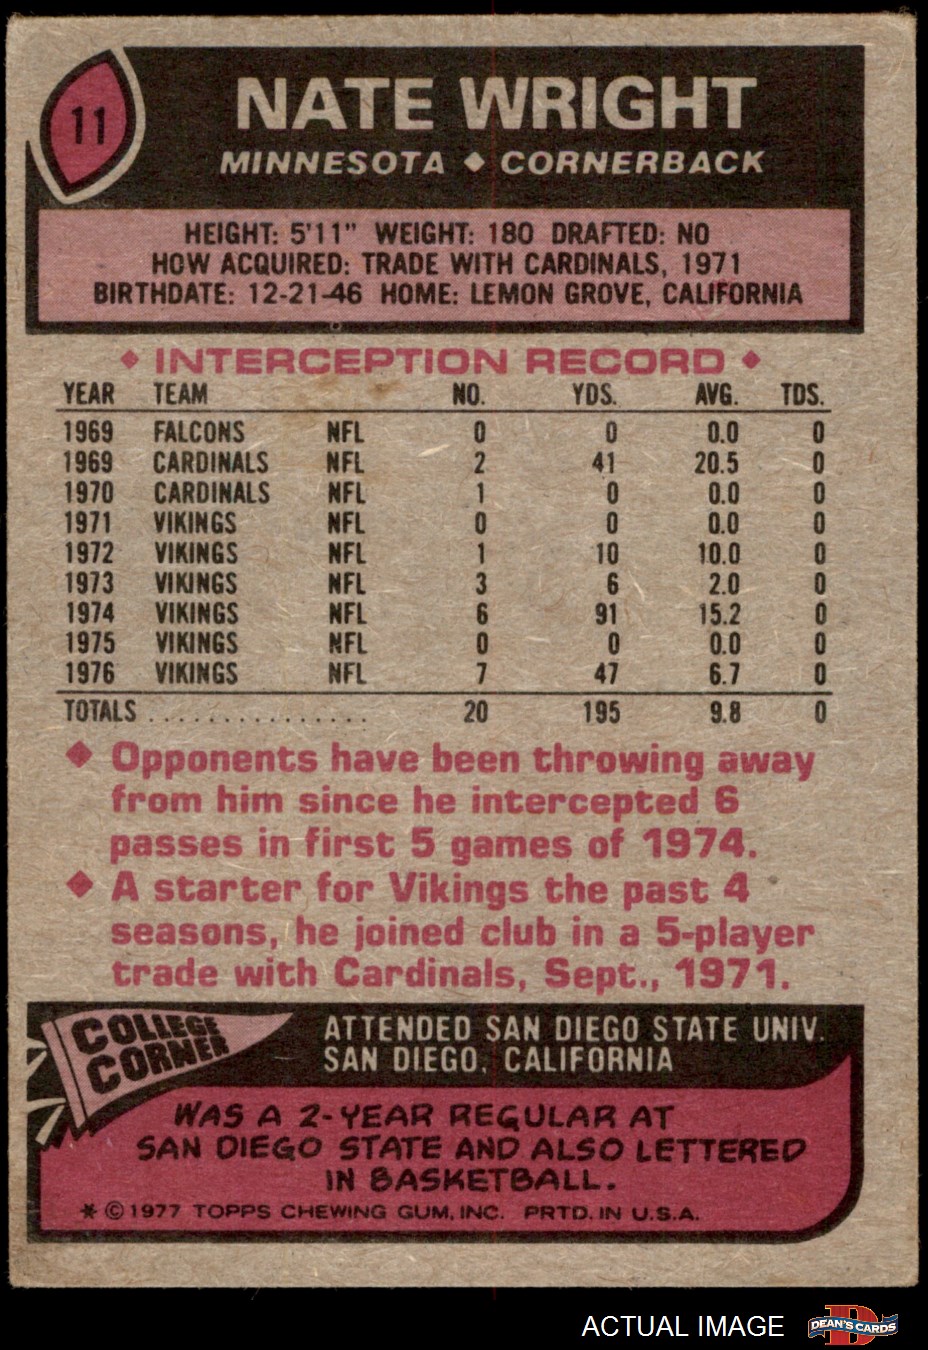 11
NATE WRIGHT
MINNESOTA ◆ CORNERBACK
HEIGHT: 5'11" WEIGHT: 180 DRAFTED: NO
HOW ACQUIRED: TRADE WITH CARDINALS, 1971
BIRTHDATE: 12-21-46 HOME: LEMON GROVE, CALIFORNIA
◆ INTERCEPTION RECORD ◆
YEAR TEAM NO. YDS. AVG. TDS.
1969 FALCONS NFL 0 0 0.0 0
1969 CARDINALS NFL 2 41 20.5 0
1970 CARDINALS NFL 1 0 0.0 0
1971 VIKINGS NFL 0 0 0.0 0
1972 VIKINGS NFL 1 10 10.0 0
1973 VIKINGS NFL 3 6 2.0 0
1974 VIKINGS NFL 6 91 15.2 0
1975 VIKINGS NFL 0 0 0.0 0
1976 VIKINGS NFL 7 47 6.7 0
TOTALS . . . . . . . . . . . . . . . 20 195 9.8 0
◆ Opponents have been throwing away
from him since he intercepted 6
passes in first 5 games of 1974.
◆ A starter for Vikings the past 4
seasons, he joined club in a 5-player
trade with Cardinals, Sept., 1971.
COLLEGE
CORNER
ATTENDED SAN DIEGO STATE UNIV.
SAN DIEGO, CALIFORNIA
WAS A 2-YEAR REGULAR AT
SAN DIEGO STATE AND ALSO LETTERED
IN BASKETBALL.
* © 1977 TOPPS CHEWING GUM, INC. PRTD. IN U.S.A.
ACTUAL IMAGE
D
DEAN'S CARDS